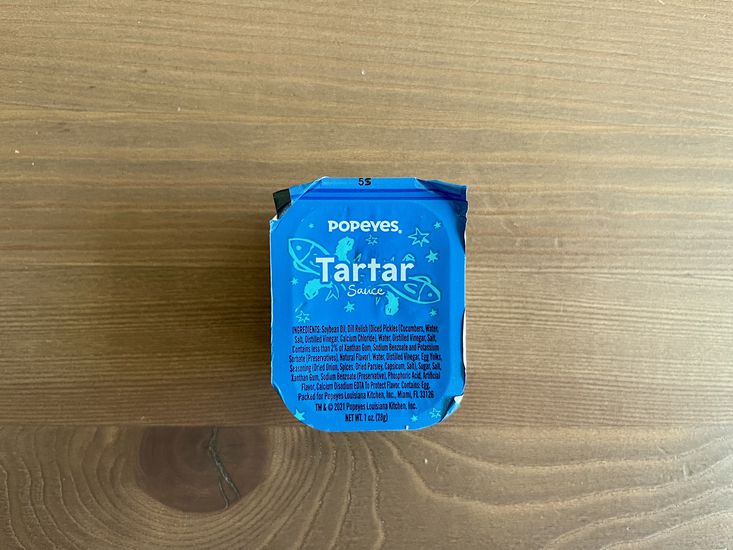 5S
POPEYES®
Tartar
Sauce
INGREDIENTS: Soybean Oil, Dill Relish (Diced Pickles (Cucumbers, Water,
Salt, Distilled Vinegar, Calcium Chloride), Water, Distilled Vinegar, Salt,
Contains less than 2% of Xanthan Gum, Sodium Benzoate and Potassium
Sorbate (Preservatives), Natural Flavor), Water, Distilled Vinegar, Egg Yolks,
Seasoning (Dried Onion, Spices, Dried Parsley, Capsicum, Salt), Sugar, Salt,
Xanthan Gum, Sodium Benzoate (Preservative), Phosphoric Acid, Artificial
Flavor, Calcium Disodium EDTA To Protect Flavor. Contains: Egg.
Packed for Popeyes Louisiana Kitchen, Inc., Miami, FL 33126
TM & © 2021 Popeyes Louisiana Kitchen, Inc.
NET WT. 1 oz. (28g)